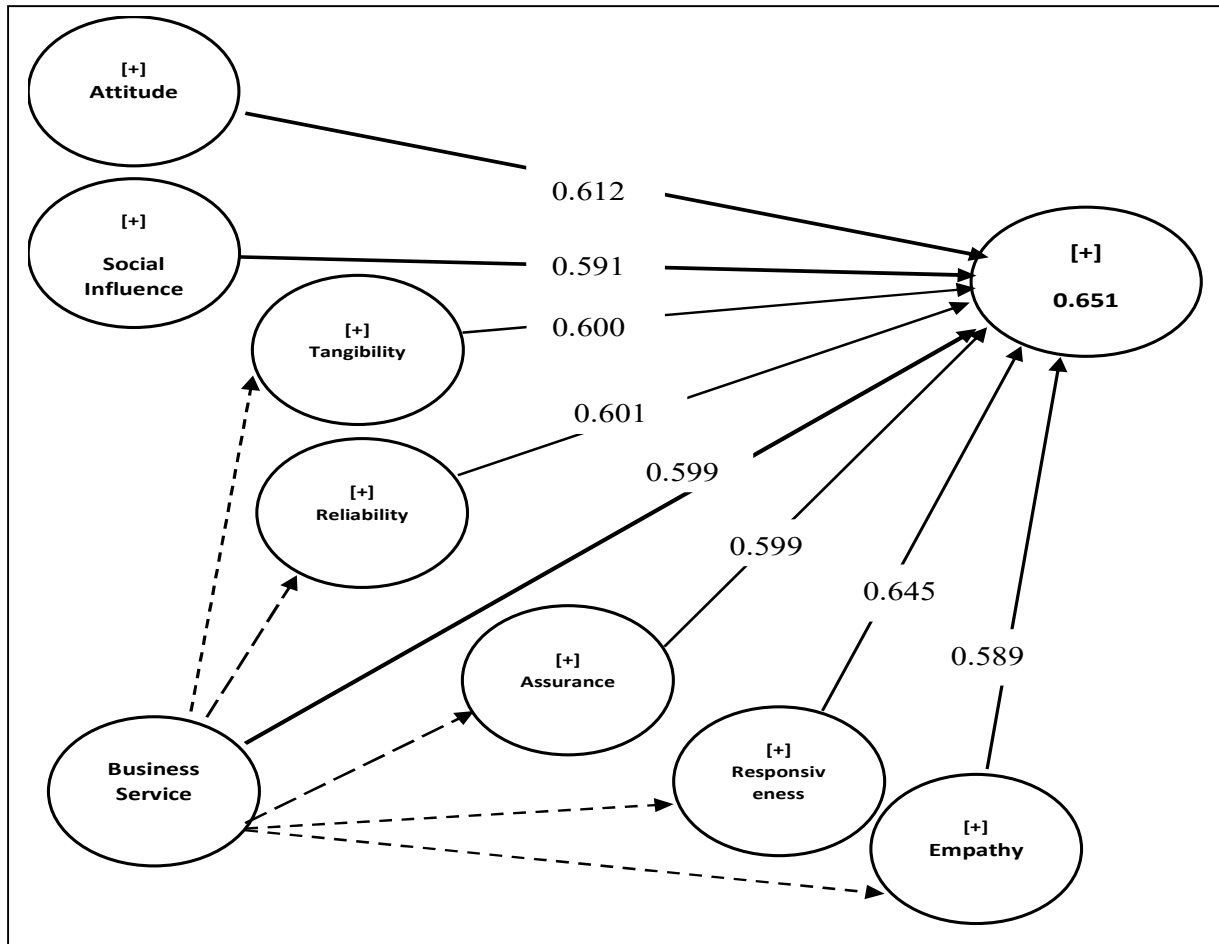 [+]
Attitude
0.612
[+]
Social
Influence
0.591
[+]
0.651
[+]
Tangibility
0.600
[+]
Reliability
0.601
0.599
0.599
[+]
Assurance
0.645
0.589
Business
Service
[+]
Responsiv
eness
[+]
Empathy